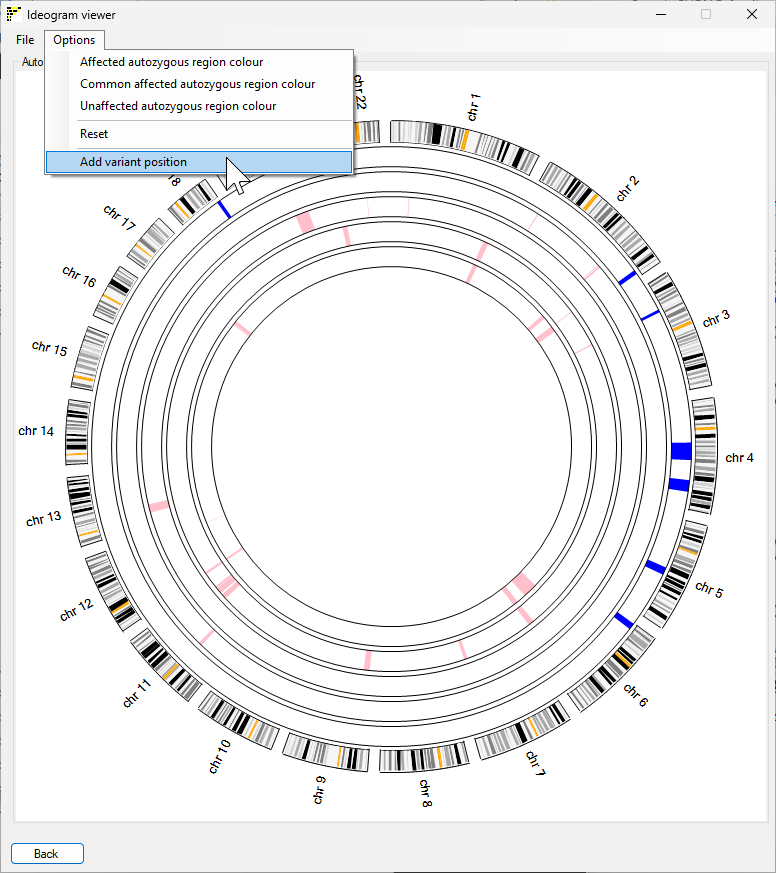 Ideogram viewer
File Options
Auto
Affected autozygous region colour
Common affected autozygous region colour
Unaffected autozygous region colour
Reset
Add variant position
chr 1
chr 2
chr 3
chr 4
chr 5
chr 6
chr 7
chr 8
chr 9
chr 10
chr 11
chr 12
chr 13
chr 14
chr 15
chr 16
chr 17
18
22
Back